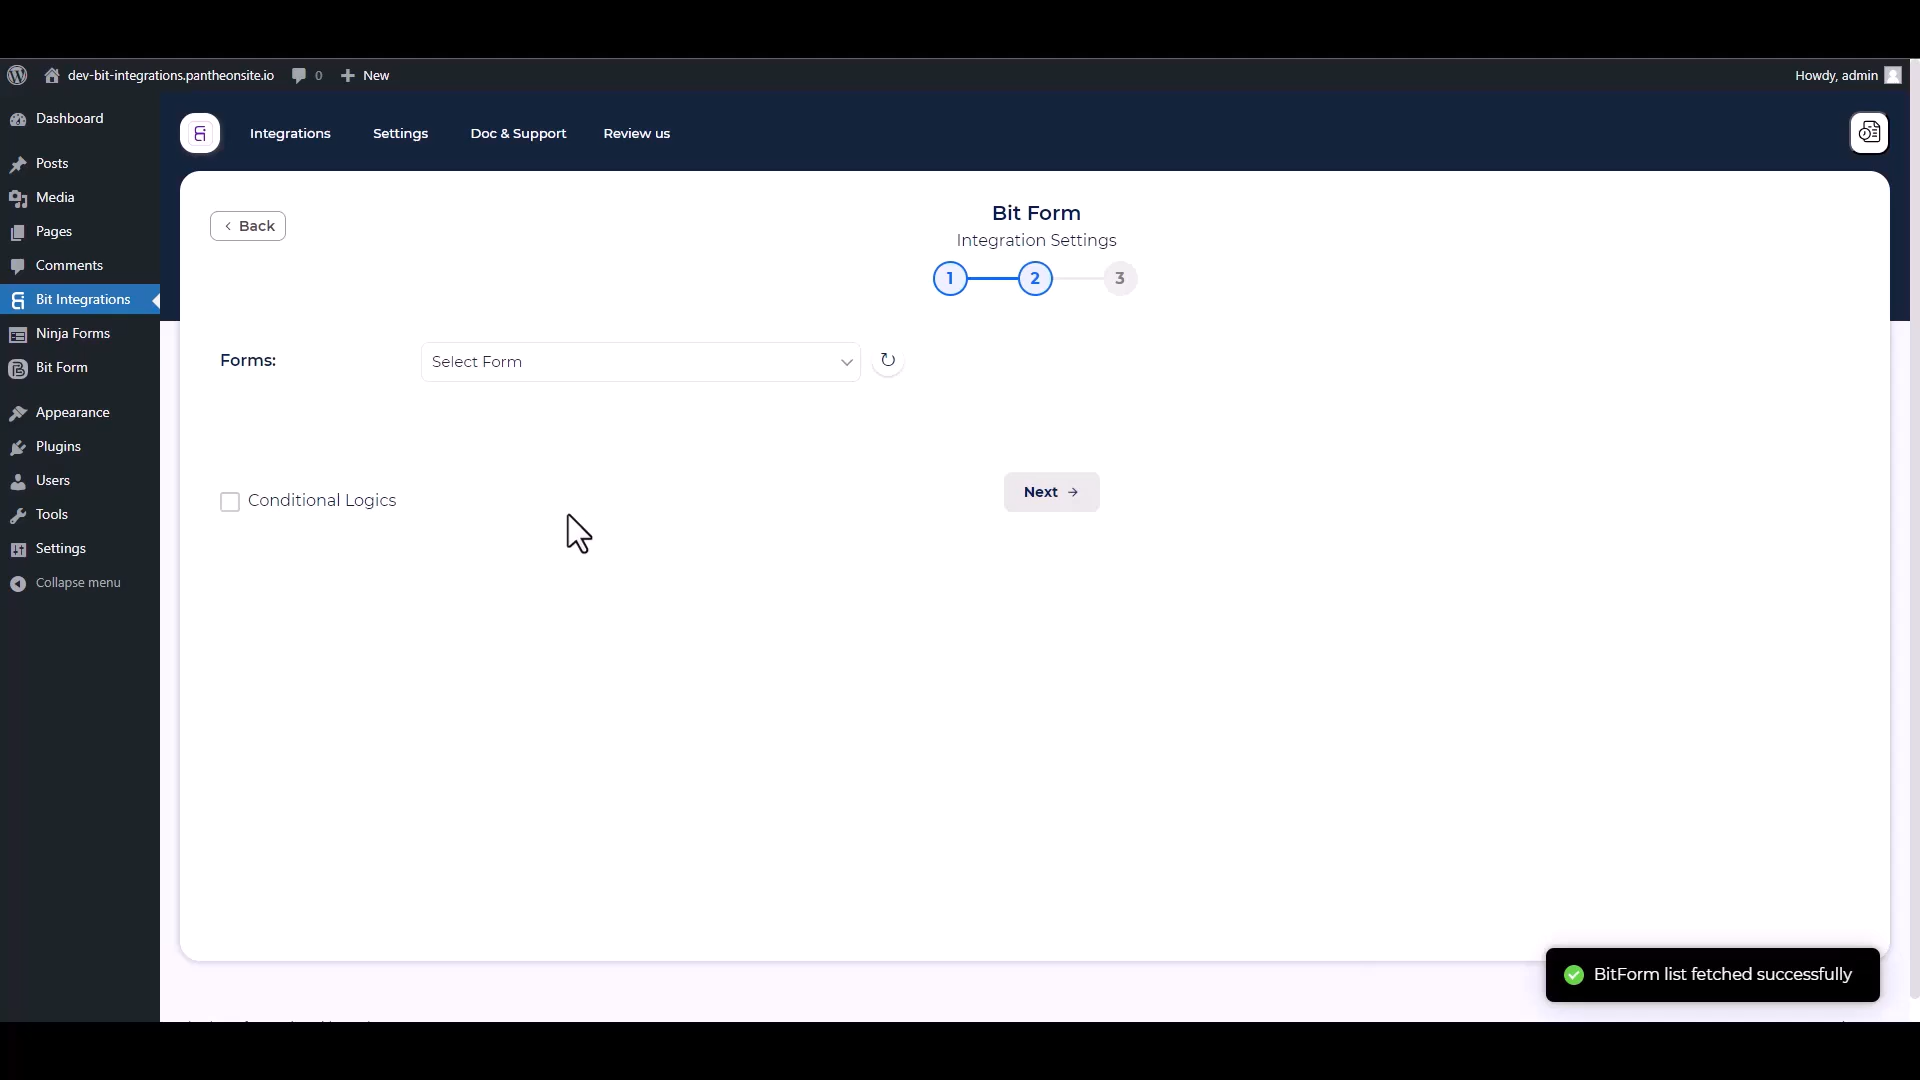 dev-bit-integrations.pantheonsite.io 0 New Howdy, admin
Dashboard
Posts
Media
Pages
Comments
Bit Integrations
Ninja Forms
Bit Form
Appearance
Plugins
Users
Tools
Settings
Collapse menu
Integrations Settings Doc & Support Review us
Back
Bit Form
Integration Settings
1 2 3
Forms: Select Form
Conditional Logics
Next
BitForm list fetched successfully